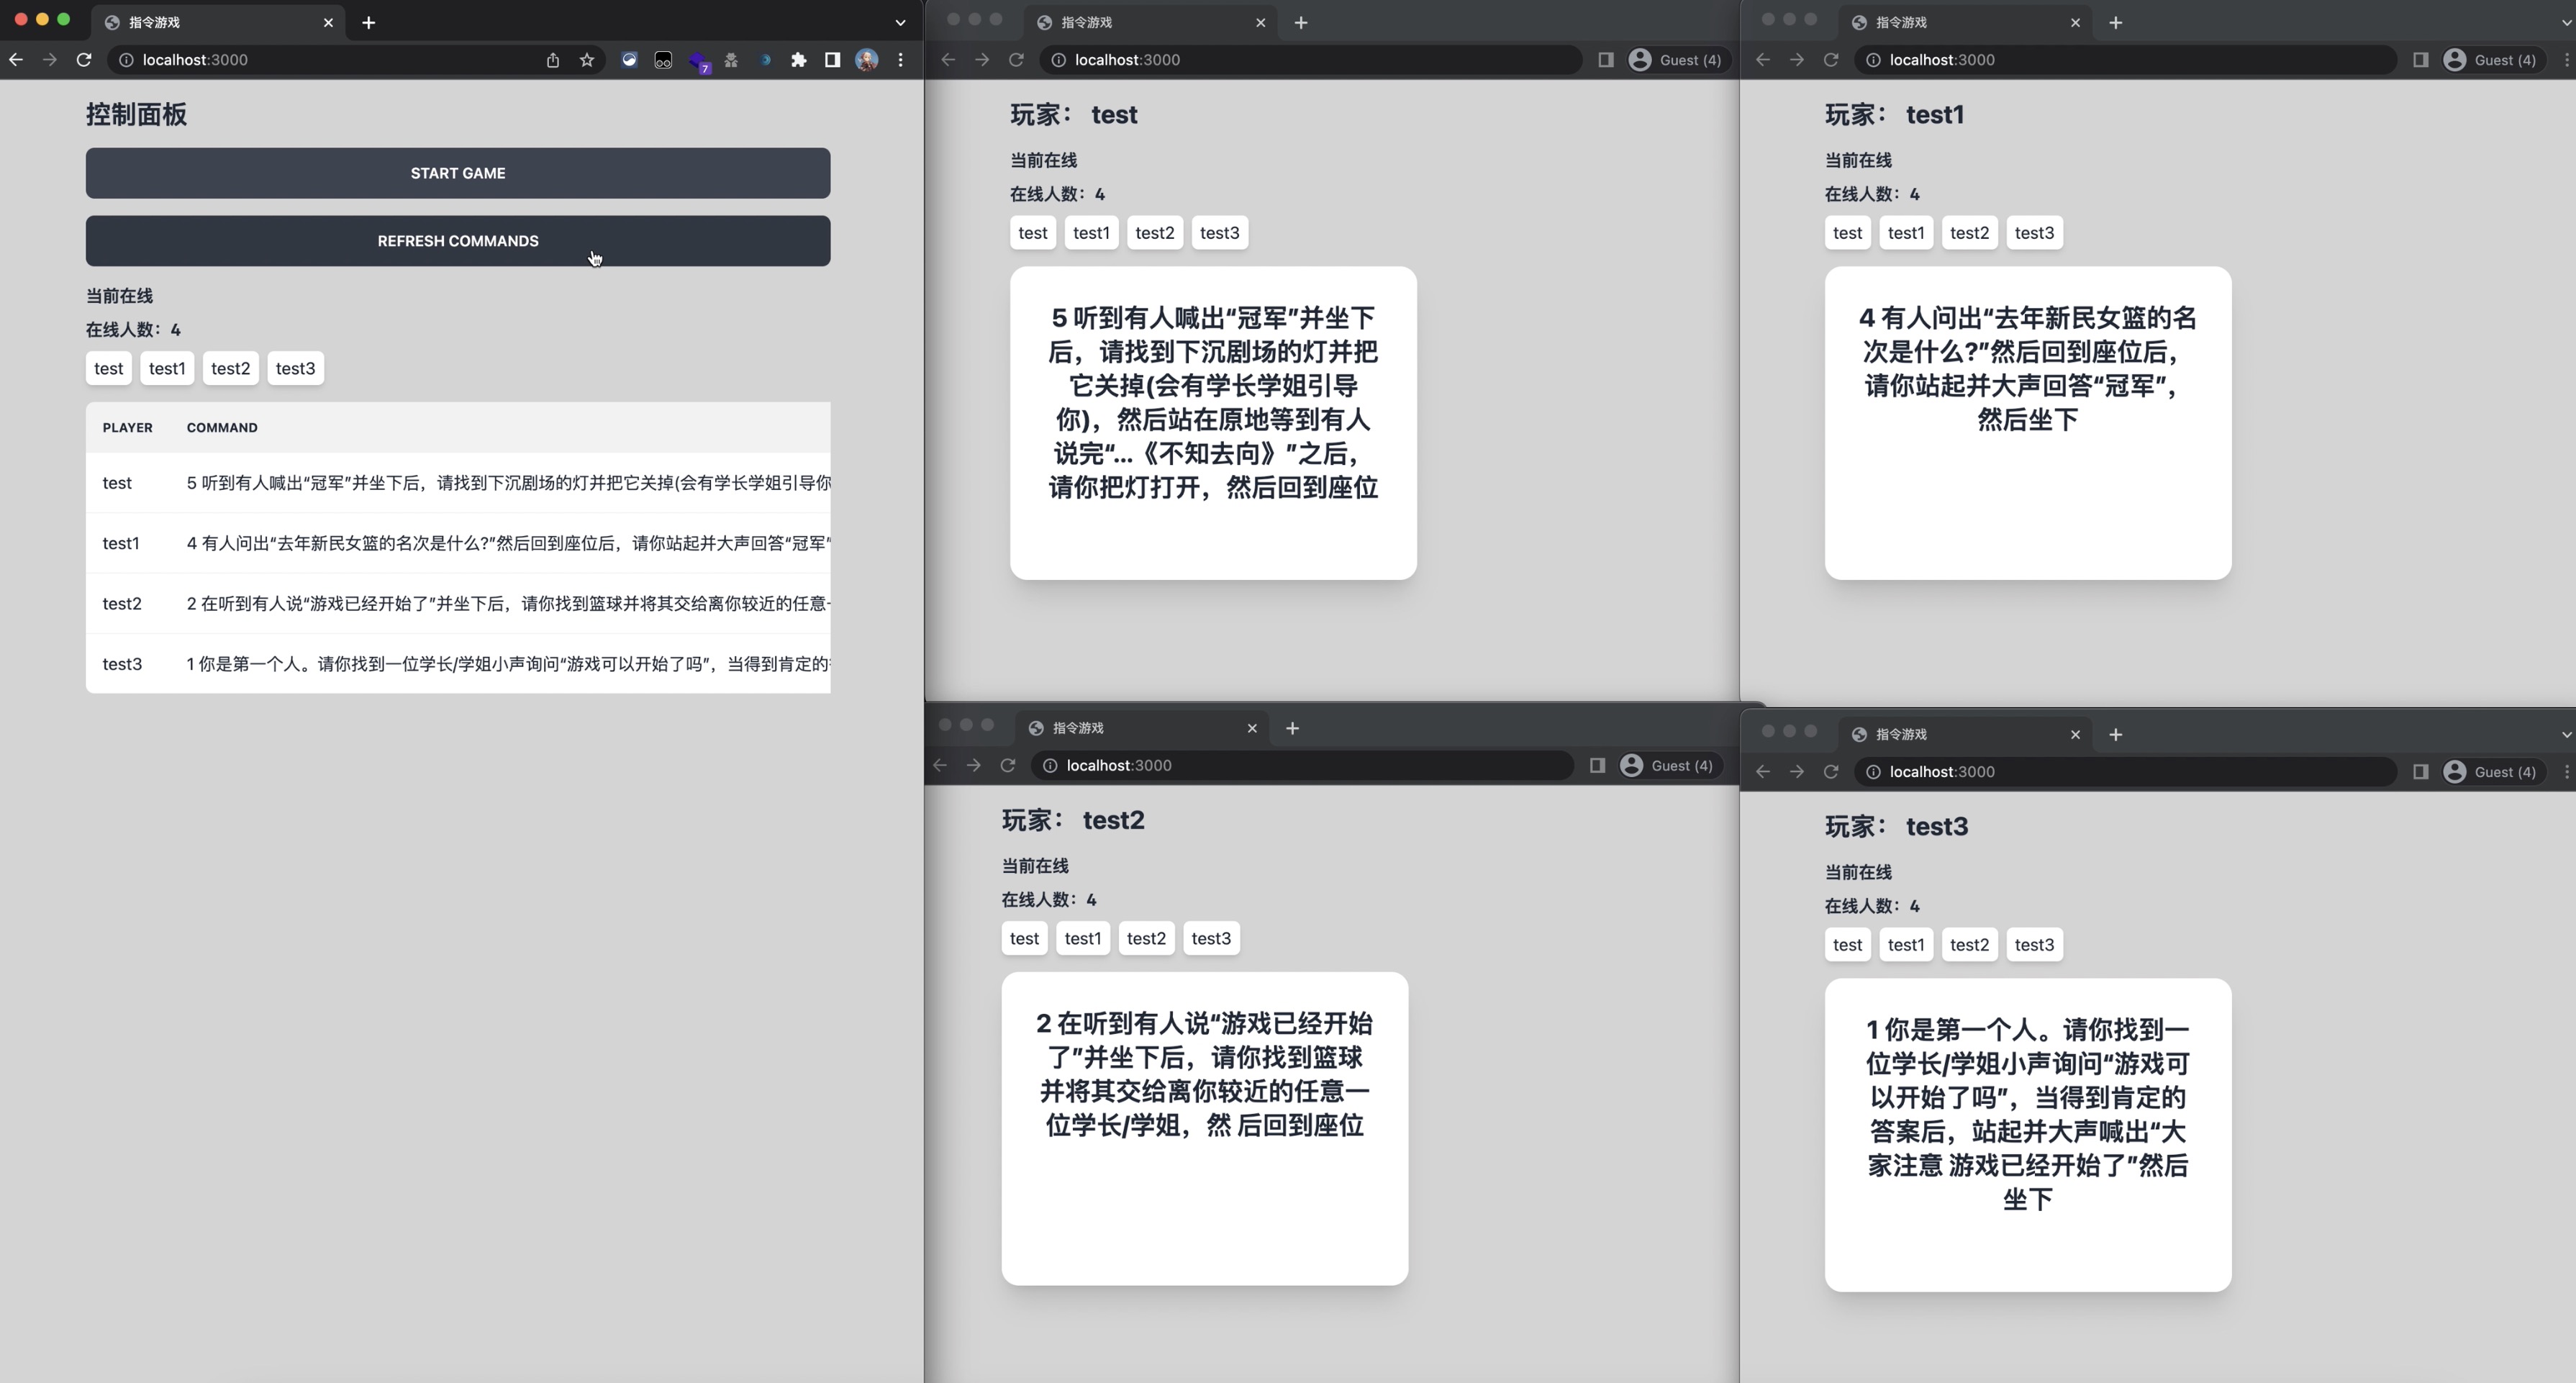 指令游戏
localhost:3000
7
控制面板
START GAME
REFRESH COMMANDS
当前在线
在线人数：4
test test1 test2 test3
PLAYER COMMAND
test 5 听到有人喊出“冠军”并坐下后，请找到下沉剧场的灯并把它关掉(会有学长学姐引导你
test1 4 有人问出“去年新民女篮的名次是什么?”然后回到座位后，请你站起并大声回答“冠军”
test2 2 在听到有人说“游戏已经开始了”并坐下后，请你找到篮球并将其交给离你较近的任意
test3 1 你是第一个人。请你找到一位学长/学姐小声询问“游戏可以开始了吗”，当得到肯定的
指令游戏
localhost:3000
Guest (4)
玩家： test
当前在线
在线人数：4
test test1 test2 test3
5 听到有人喊出“冠军”并坐下
后，请找到下沉剧场的灯并把
它关掉(会有学长学姐引导
你)，然后站在原地等到有人
说完“...《不知去向》”之后，
请你把灯打开，然后回到座位
指令游戏
localhost:3000
Guest (4)
玩家： test1
当前在线
在线人数：4
test test1 test2 test3
4 有人问出“去年新民女篮的名
次是什么?”然后回到座位后，
请你站起并大声回答“冠军”，
然后坐下
指令游戏
localhost:3000
Guest (4)
玩家： test2
当前在线
在线人数：4
test test1 test2 test3
2 在听到有人说“游戏已经开始
了”并坐下后，请你找到篮球
并将其交给离你较近的任意一
位学长/学姐，然 后回到座位
指令游戏
localhost:3000
Guest (4)
玩家： test3
当前在线
在线人数：4
test test1 test2 test3
1 你是第一个人。请你找到一
位学长/学姐小声询问“游戏可
以开始了吗”，当得到肯定的
答案后，站起并大声喊出“大
家注意 游戏已经开始了”然后
坐下